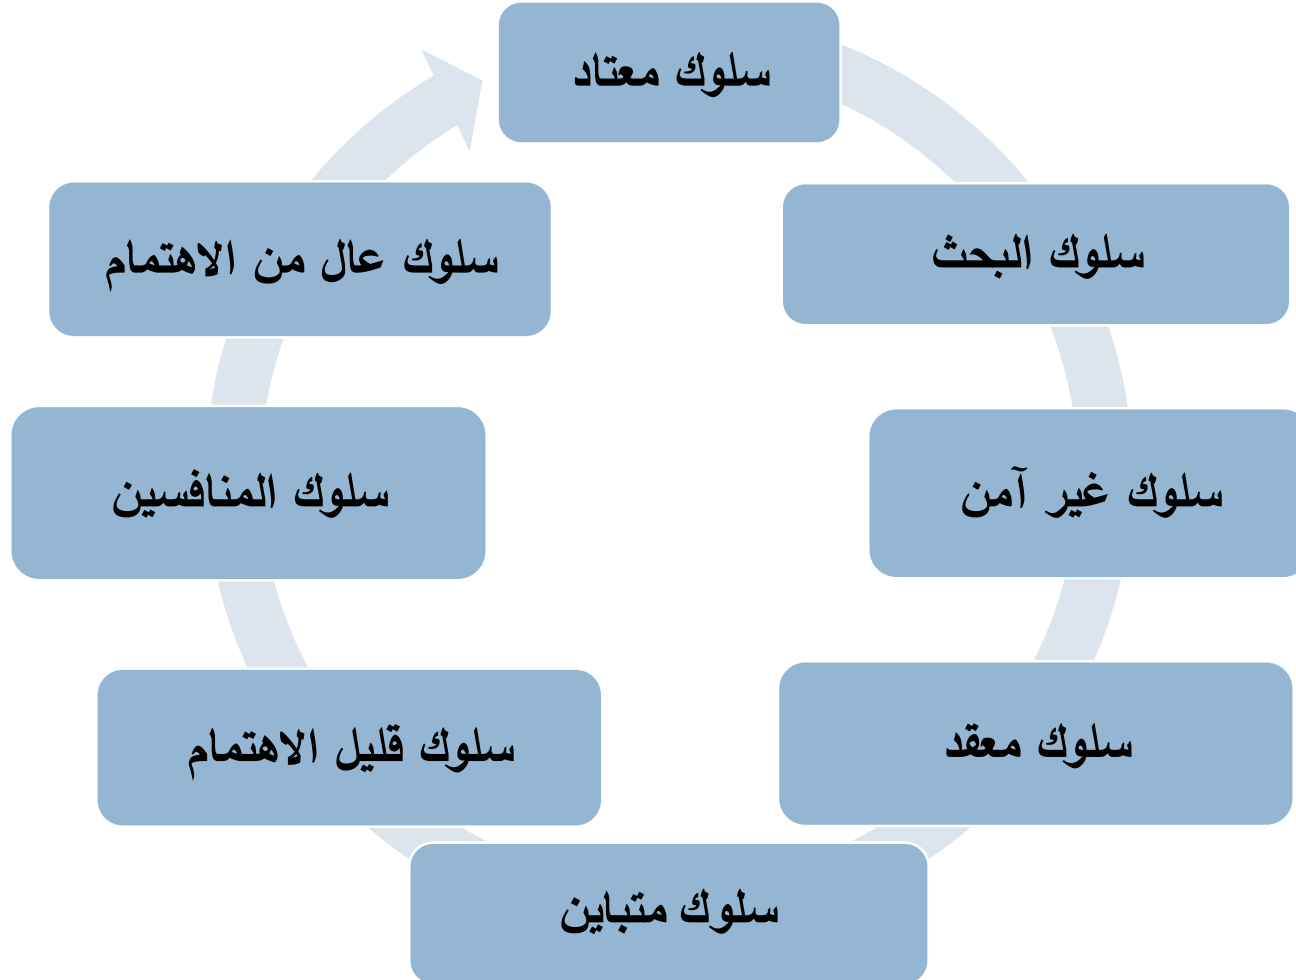 سلوك معتاد
سلوك البحث
سلوك غير آمن
سلوك معقد
سلوك متباين
سلوك قليل الاهتمام
سلوك المنافسين
سلوك عال من الاهتمام